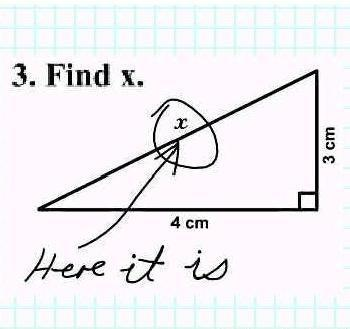 3. Find x.
x
3 cm
4 cm
Here it is